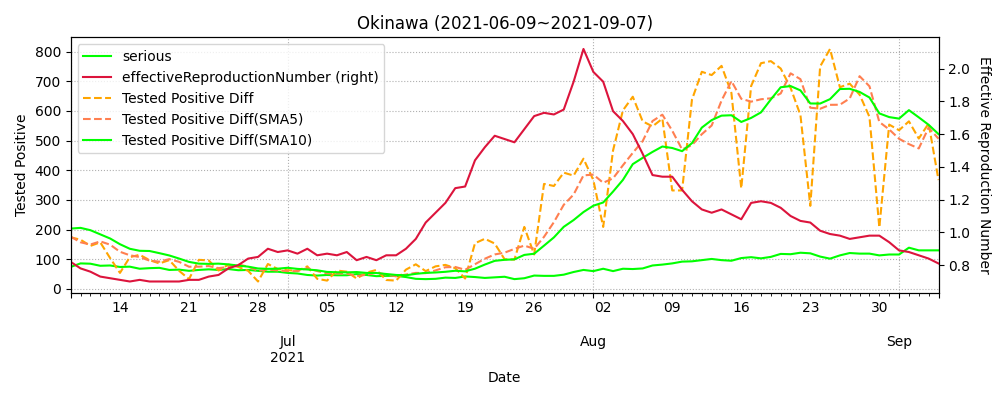 Okinawa (2021-06-09~2021-09-07)
serious
effectiveReproductionNumber (right)
Tested Positive Diff
Tested Positive Diff(SMA5)
Tested Positive Diff(SMA10)
Tested Positive
800
700
600
500
400
300
200
100
0
2.0
1.8
1.6
1.4
1.2
1.0
0.8
Effective Reproduction Number
14 21 28 05 12 19 26 02 09 16 23 30
Jul Aug Sep
2021
Date